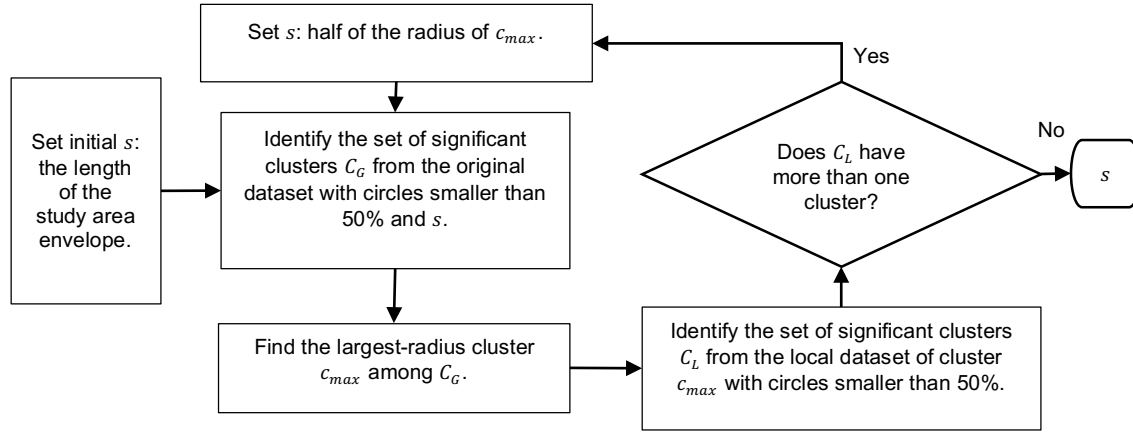 Set initial s:
the length
of the
study area
envelope.
Set s: half of the radius of cₘₐₓ.
Identify the set of significant
clusters C_G from the original
dataset with circles smaller than
50% and s.
Find the largest-radius cluster
cₘₐₓ among C_G.
Identify the set of significant clusters
C_L from the local dataset of cluster
cₘₐₓ with circles smaller than 50%.
Does C_L have
more than one
cluster?
Yes
No
s